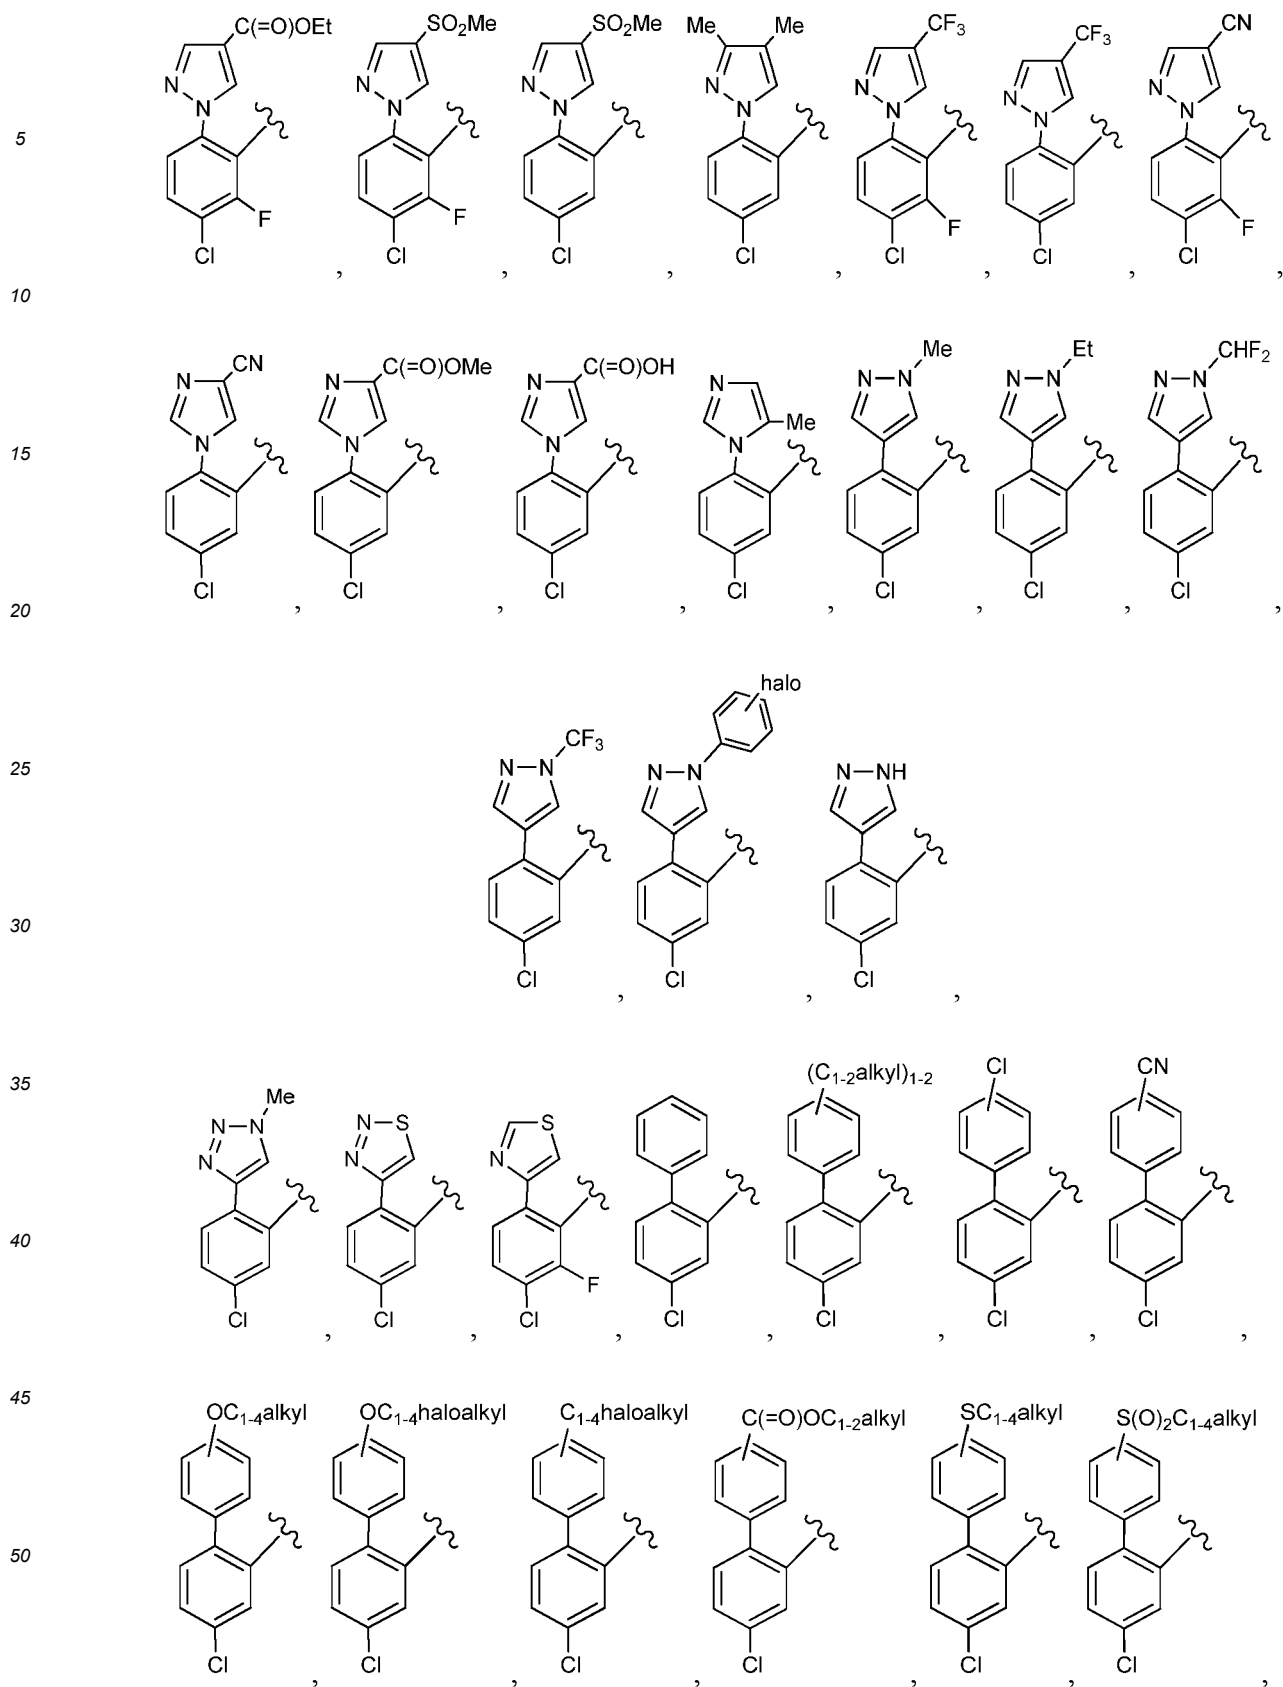 C(=O)OEt SO2Me SO2Me Me Me CF3 CF3 CN
N N N N N N N
N N N N N N N
5
F F F F
Cl Cl Cl Cl Cl Cl Cl
, , , , , , ,
10
N CN N C(=O)OMe N C(=O)OH N N N Me N N Et N N CHF2
Me
N N N N
15
Cl Cl Cl Cl Cl Cl Cl
20 , , , , , , ,
halo
CF3
25 N N N N N NH
30
Cl Cl Cl
, , ,
35 (C1-2alkyl)1-2 Cl CN
Me
N N N S S
N N N
40
F
Cl Cl Cl Cl Cl Cl Cl
, , , , , , ,
45
OC1-4alkyl OC1-4haloalkyl C1-4haloalkyl C(=O)OC1-2alkyl SC1-4alkyl S(O)2C1-4alkyl
50
Cl Cl Cl Cl Cl Cl
, , , , , ,